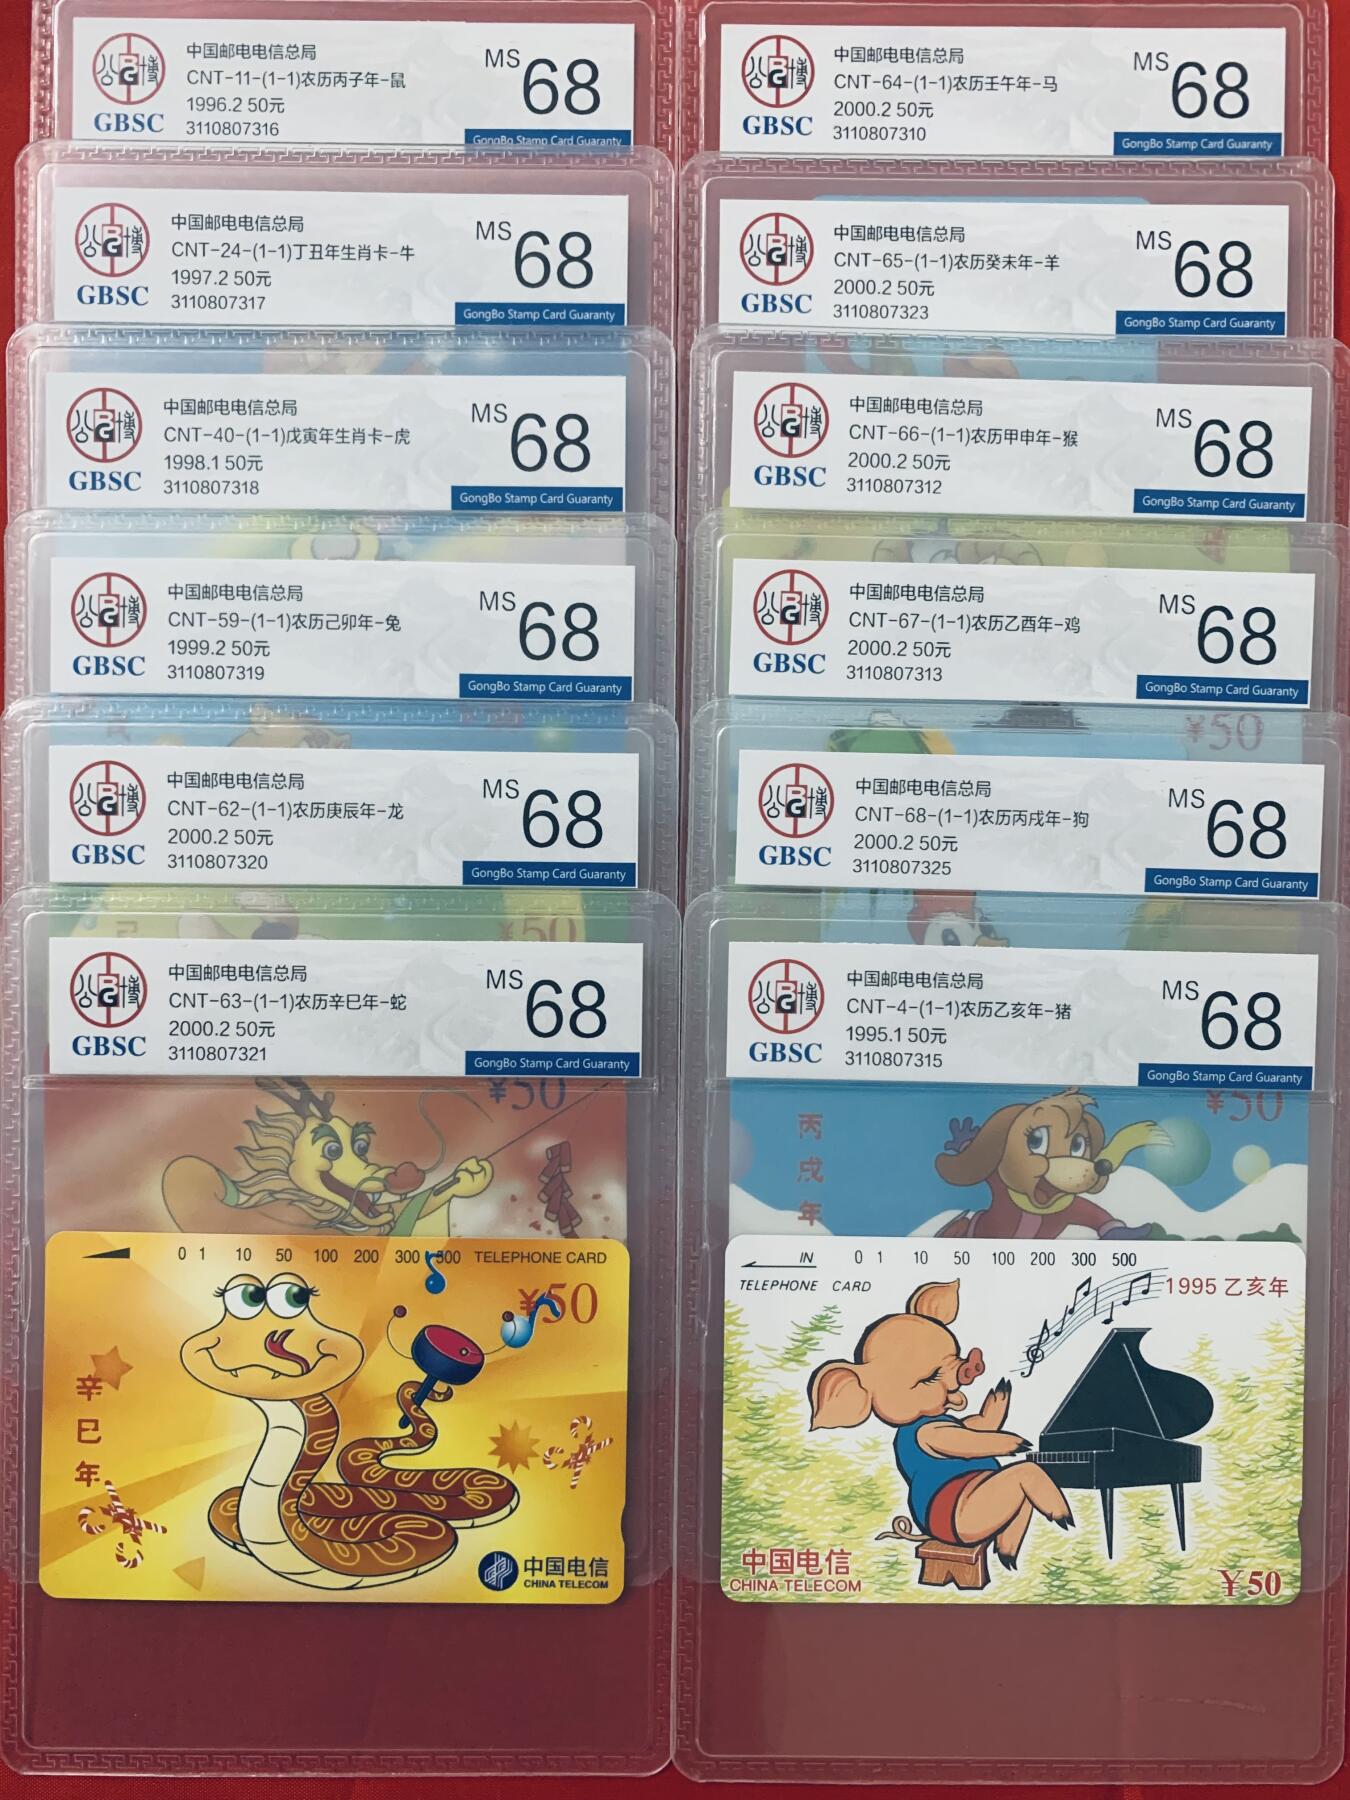 中国邮电电信总局
CNT-11-(1-1)农历丙子年-鼠
1996.2 50元
3110807316
MS 68
GBSC
GongBo Stamp Card Guaranty
中国邮电电信总局
CNT-24-(1-1)丁丑年生肖卡-牛
1997.2 50元
3110807317
MS 68
GBSC
GongBo Stamp Card Guaranty
中国邮电电信总局
CNT-40-(1-1)戊寅年生肖卡-虎
1998.1 50元
3110807318
MS 68
GBSC
GongBo Stamp Card Guaranty
中国邮电电信总局
CNT-59-(1-1)农历己卯年-兔
1999.2 50元
3110807319
MS 68
GBSC
GongBo Stamp Card Guaranty
中国邮电电信总局
CNT-62-(1-1)农历庚辰年-龙
2000.2 50元
3110807320
MS 68
GBSC
GongBo Stamp Card Guaranty
¥50
中国邮电电信总局
CNT-63-(1-1)农历辛巳年-蛇
2000.2 50元
3110807321
MS 68
GBSC
GongBo Stamp Card Guaranty
¥50
0 1 10 50 100 200 300 500 TELEPHONE CARD
¥50
辛巳年
中国电信
CHINA TELECOM
中国邮电电信总局
CNT-64-(1-1)农历壬午年-马
2000.2 50元
3110807310
MS 68
GBSC
GongBo Stamp Card Guaranty
中国邮电电信总局
CNT-65-(1-1)农历癸未年-羊
2000.2 50元
3110807323
MS 68
GBSC
GongBo Stamp Card Guaranty
中国邮电电信总局
CNT-66-(1-1)农历甲申年-猴
2000.2 50元
3110807312
MS 68
GBSC
GongBo Stamp Card Guaranty
中国邮电电信总局
CNT-67-(1-1)农历乙酉年-鸡
2000.2 50元
3110807313
MS 68
GBSC
GongBo Stamp Card Guaranty
¥50
中国邮电电信总局
CNT-68-(1-1)农历丙戌年-狗
2000.2 50元
3110807325
MS 68
GBSC
GongBo Stamp Card Guaranty
中国邮电电信总局
CNT-4-(1-1)农历乙亥年-猪
1995.1 50元
3110807315
MS 68
GBSC
GongBo Stamp Card Guaranty
¥50
丙戌年
IN 0 1 10 50 100 200 300 500
TELEPHONE CARD
1995 乙亥年
中国电信
CHINA TELECOM
¥50